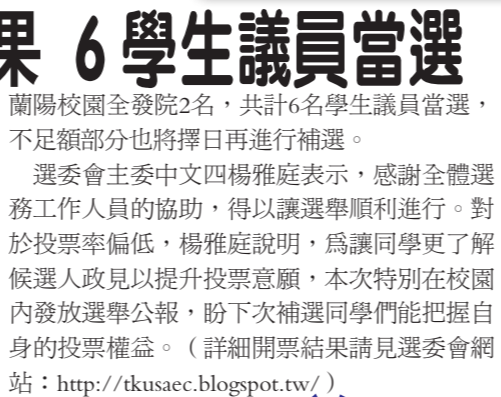 果 6學生議員當選
蘭陽校園全發院2名，共計6名學生議員當選，
不足額部分也將擇日再進行補選。
選委會主委中文四楊雅庭表示，感謝全體選
務工作人員的協助，得以讓選舉順利進行。對
於投票率偏低，楊雅庭說明，為讓同學更了解
候選人政見以提升投票意願，本次特別在校園
內發放選舉公報，盼下次補選同學們能把握自
身的投票權益。（詳細開票結果請見選委會網
站：http://tkusaec.blogspot.tw/）